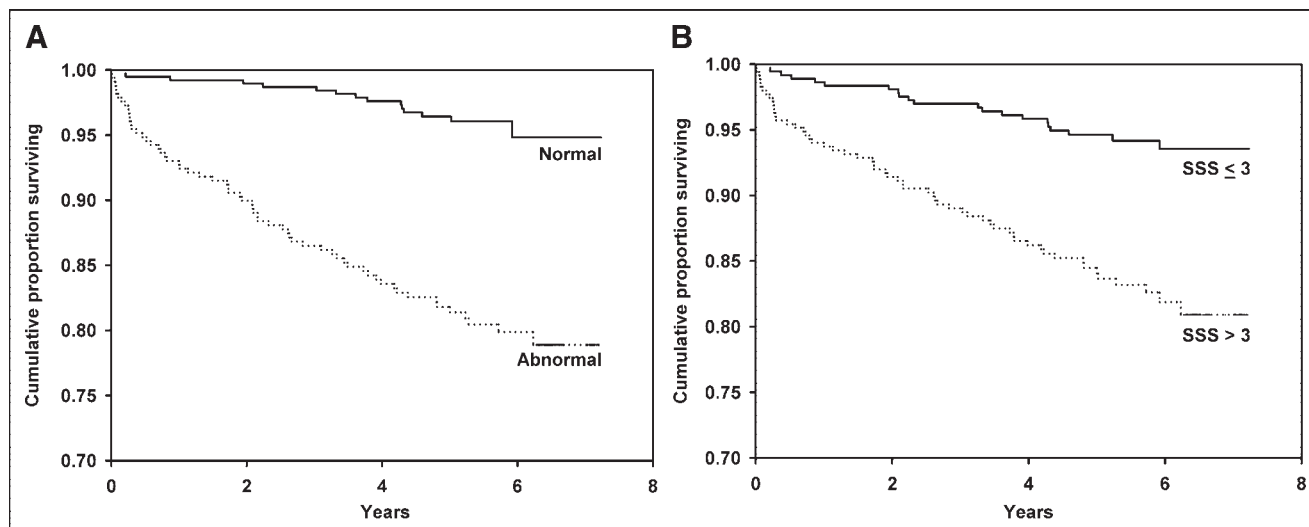 A
Cumulative proportion surviving
1.00
0.95
0.90
0.85
0.80
0.75
0.70
Normal
Abnormal
0 2 4 6 8
Years
B
Cumulative proportion surviving
1.00
0.95
0.90
0.85
0.80
0.75
0.70
SSS ≤ 3
SSS > 3
0 2 4 6 8
Years